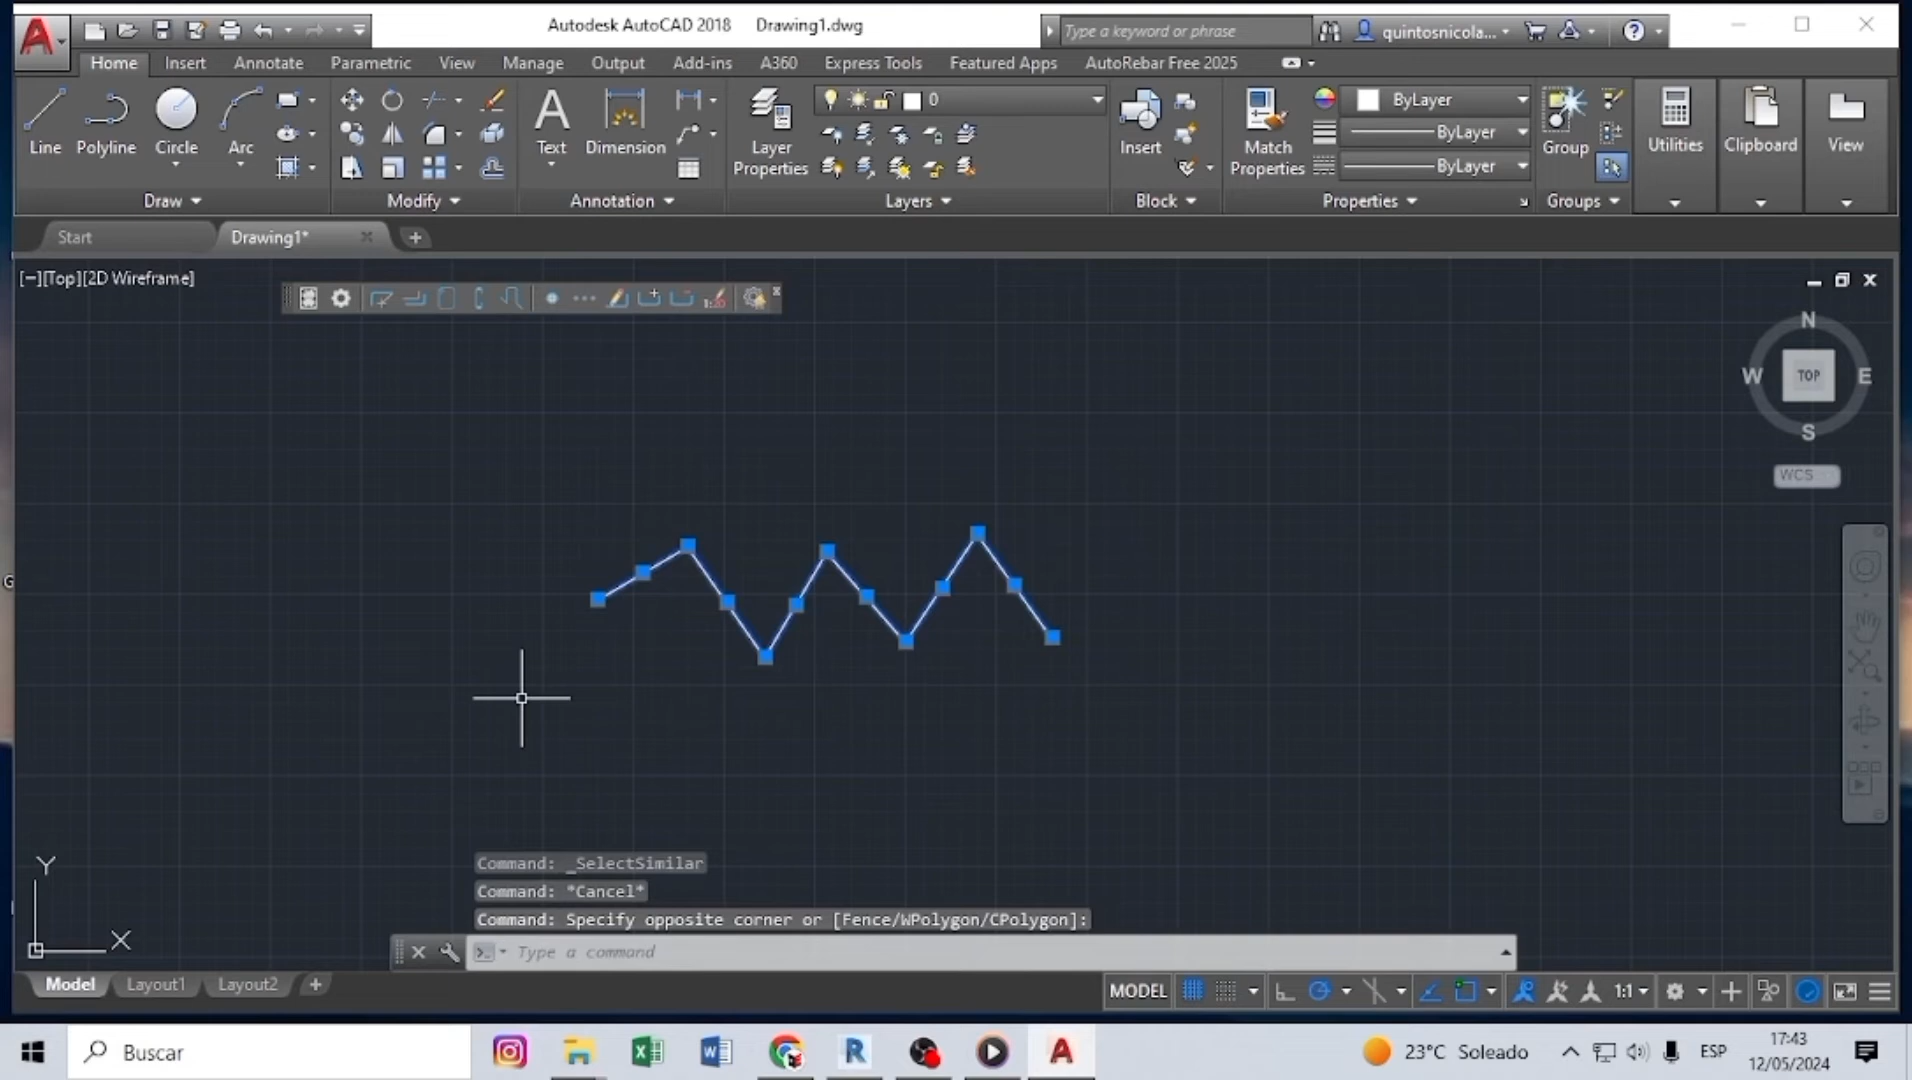 Autodesk AutoCAD 2018 Drawing1.dwg
Type a keyword or phrase
quintosnicola...
Home Insert Annotate Parametric View Manage Output Add-ins A360 Express Tools Featured Apps AutoRebar Free 2025
Line Polyline Circle Arc
Text Dimension
Layer
Properties
0
Insert
Match
Properties
ByLayer
ByLayer
ByLayer
Group
Utilities Clipboard View
Draw Modify Annotation Layers Block Properties Groups
Start Drawing1*
[−][Top][2D Wireframe]
N
W TOP E
S
WCS
Y
X
Command: _SelectSimilar
Command: *Cancel*
Command: Specify opposite corner or [Fence/WPolygon/CPolygon]:
Type a command
Model Layout1 Layout2 +
MODEL 1:1
Buscar
23°C Soleado
ESP
17:43
12/05/2024